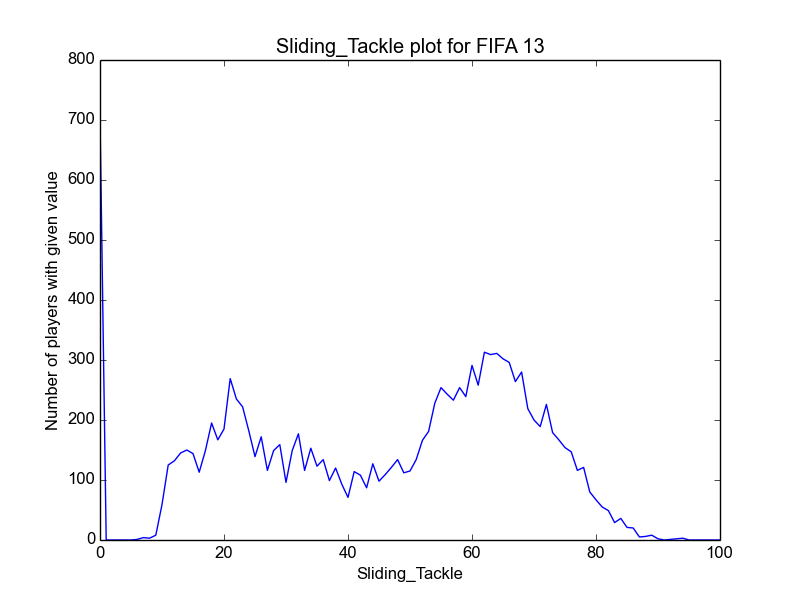 Sliding_Tackle plot for FIFA 13
800
700
600
500
400
300
200
100
0
Number of players with given value
0 20 40 60 80 100
Sliding_Tackle